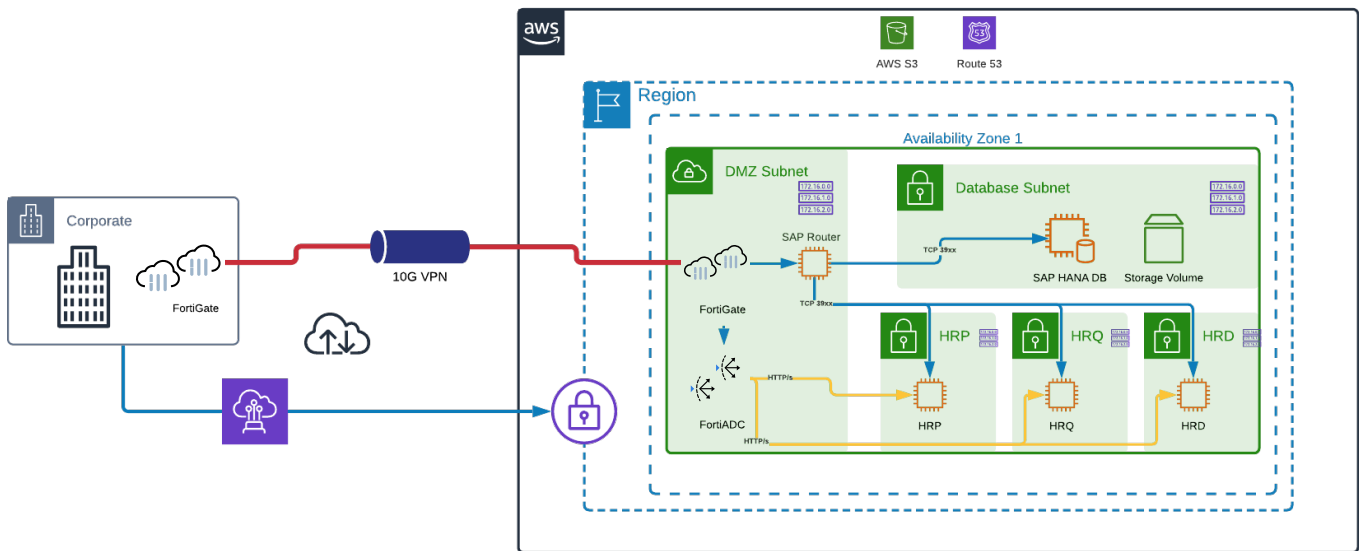 aws
53
AWS S3
Route 53
Region
Availability Zone 1
DMZ Subnet
172.16.0.0
172.16.1.0
172.16.2.0
Database Subnet
172.16.0.0
172.16.1.0
172.16.2.0
Corporate
FortiGate
10G VPN
SAP Router
TCP 39xx
SAP HANA DB
Storage Volume
FortiGate
TCP 39xx
HRP
HRQ
HRD
HTTP/s
FortiADC
HTTP/s
HRP
HRQ
HRD